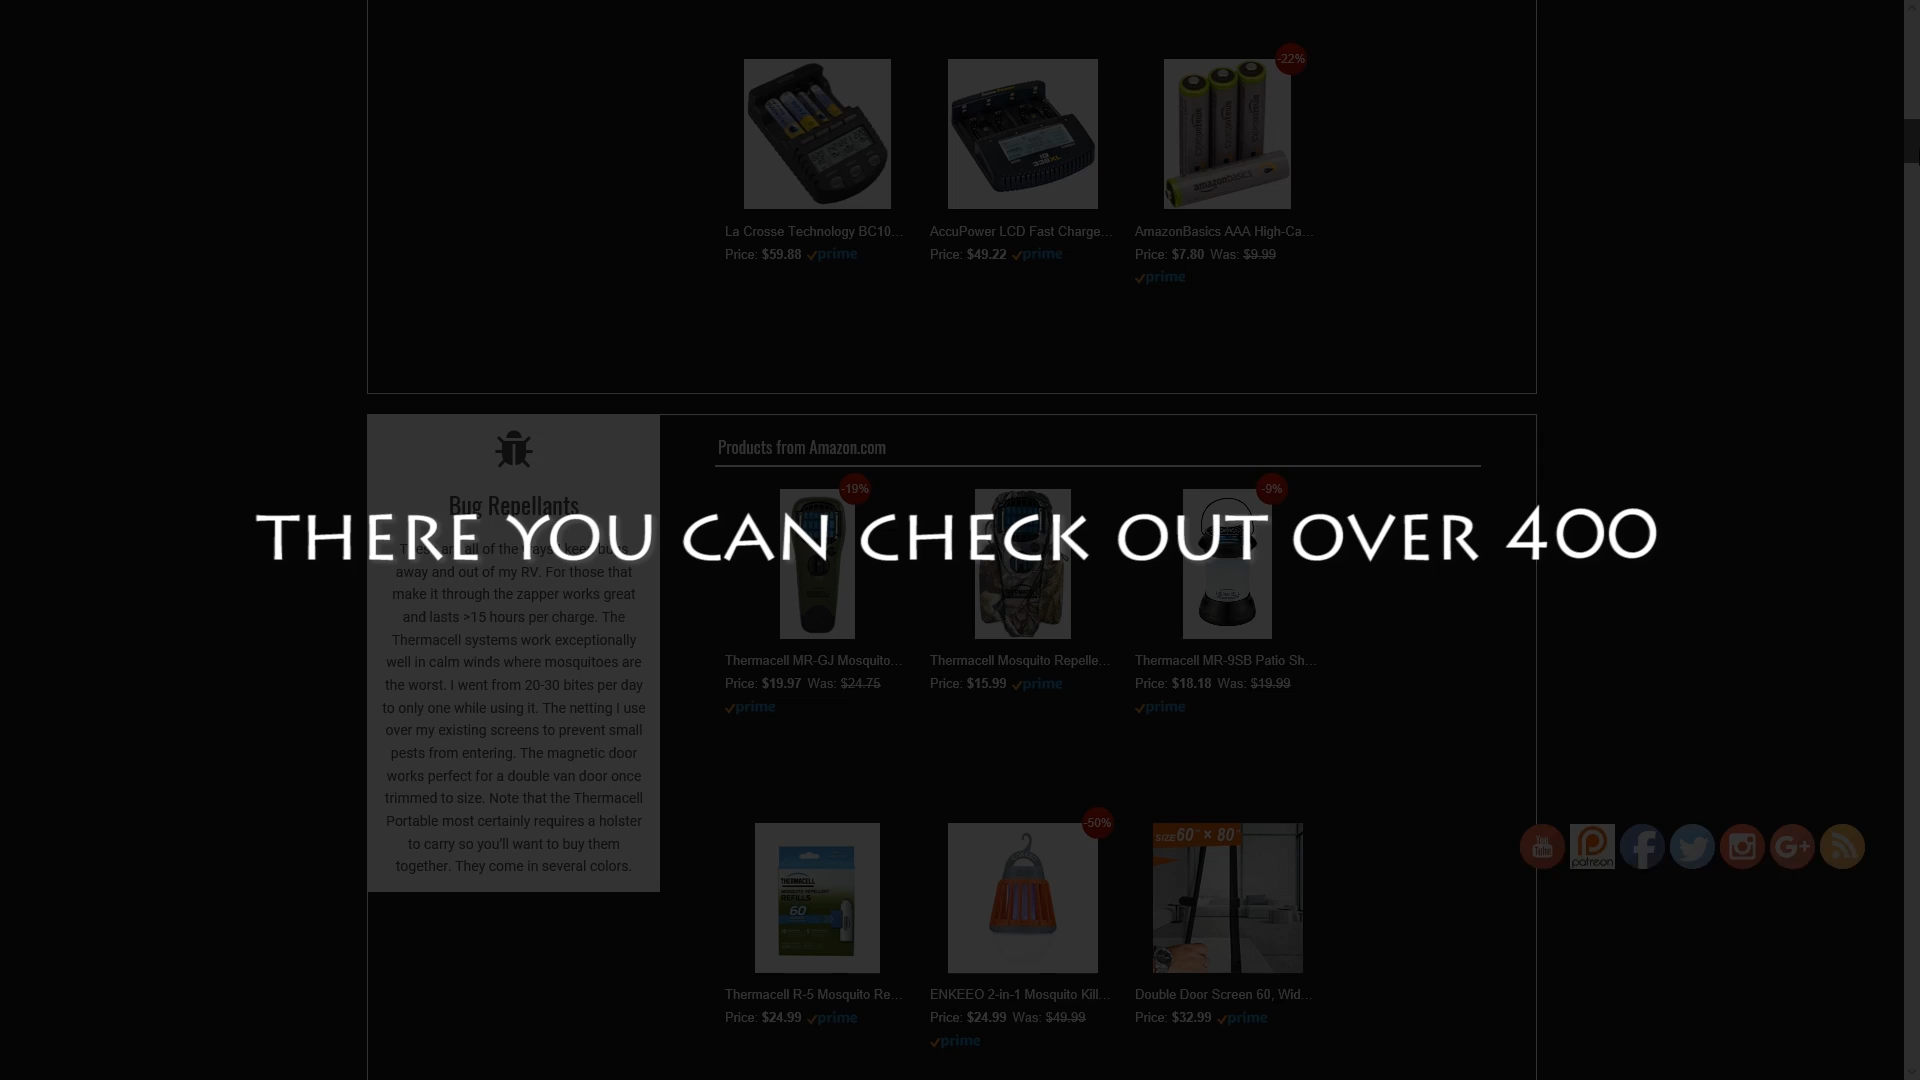 -22%
La Crosse Technology BC10...
Price: $59.88 prime
AccuPower LCD Fast Charge...
Price: $49.22 prime
amazonbasics
AmazonBasics AAA High-Ca...
Price: $7.80 Was: $9.99
prime
Bug Repellants
away and out of my RV. For those that
make it through the zapper works great
and lasts >15 hours per charge. The
Thermacell systems work exceptionally
well in calm winds where mosquitoes are
the worst. I went from 20-30 bites per day
to only one while using it. The netting I use
over my existing screens to prevent small
pests from entering. The magnetic door
works perfect for a double van door once
trimmed to size. Note that the Thermacell
Portable most certainly requires a holster
to carry so you'll want to buy them
together. They come in several colors.
Products from Amazon.com
-19%
-9%
THERE YOU CAN CHECK OUT OVER 400
Thermacell MR-GJ Mosquito...
Price: $19.97 Was: $24.75
prime
Thermacell Mosquito Repelle...
Price: $15.99 prime
Thermacell MR-9SB Patio Sh...
Price: $18.18 Was: $19.99
prime
THERMACELL
REFILLS
60
-50%
SIZE 60" × 80"
Thermacell R-5 Mosquito Re...
Price: $24.99 prime
ENKEEO 2-in-1 Mosquito Kill...
Price: $24.99 Was: $49.99
prime
Double Door Screen 60, Wid...
Price: $32.99 prime
You Tube
patreon
G+